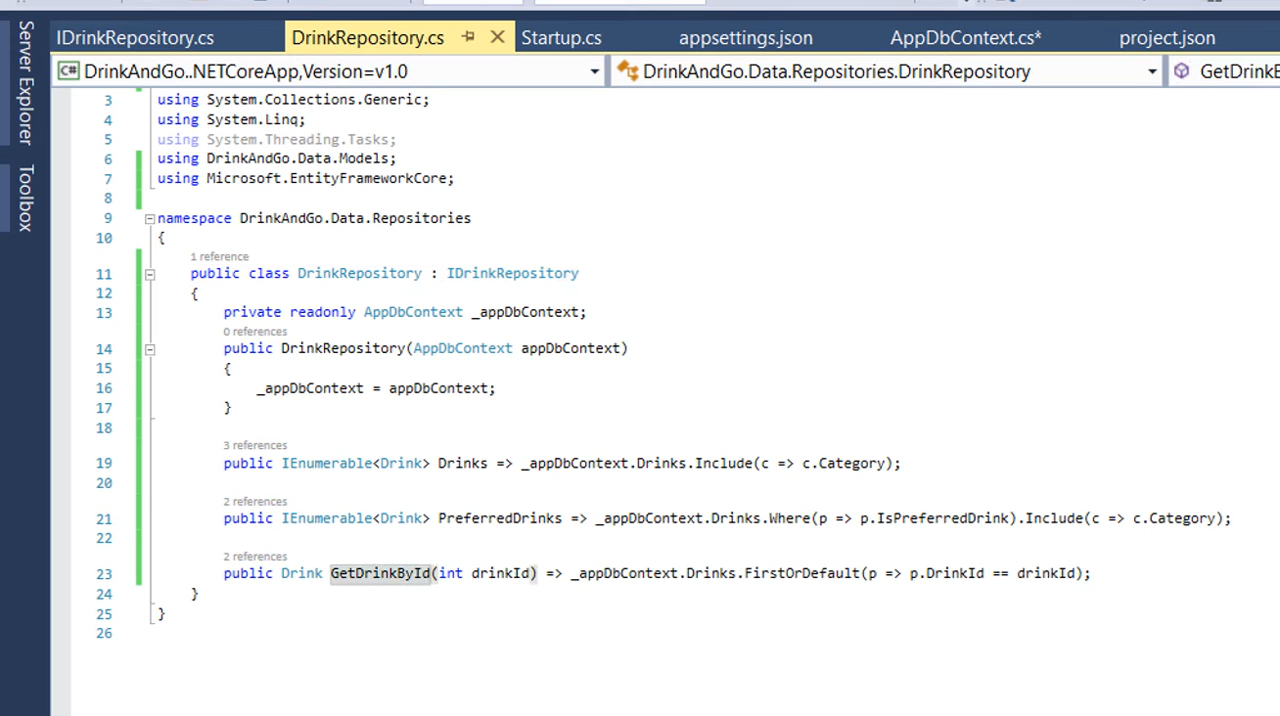 Server Explorer
Toolbox
IDrinkRepository.cs DrinkRepository.cs Startup.cs appsettings.json AppDbContext.cs* project.json
C# DrinkAndGo..NETCoreApp,Version=v1.0 DrinkAndGo.Data.Repositories.DrinkRepository GetDrinkB
3 using System.Collections.Generic;
4 using System.Linq;
5 using System.Threading.Tasks;
6 using DrinkAndGo.Data.Models;
7 using Microsoft.EntityFrameworkCore;
8
9 namespace DrinkAndGo.Data.Repositories
10 {
1 reference
11 public class DrinkRepository : IDrinkRepository
12 {
13 private readonly AppDbContext _appDbContext;
0 references
14 public DrinkRepository(AppDbContext appDbContext)
15 {
16 _appDbContext = appDbContext;
17 }
18
3 references
19 public IEnumerable<Drink> Drinks => _appDbContext.Drinks.Include(c => c.Category);
20
2 references
21 public IEnumerable<Drink> PreferredDrinks => _appDbContext.Drinks.Where(p => p.IsPreferredDrink).Include(c => c.Category);
22
2 references
23 public Drink GetDrinkById(int drinkId) => _appDbContext.Drinks.FirstOrDefault(p => p.DrinkId == drinkId);
24 }
25 }
26